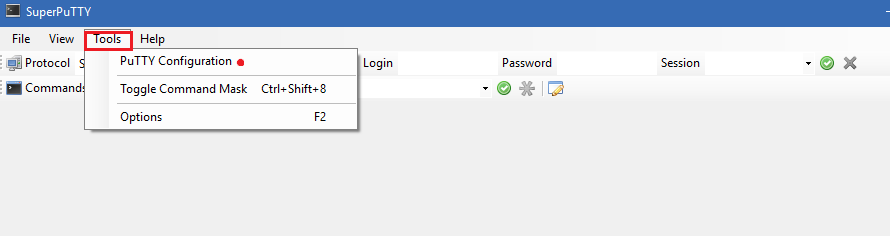 SuperPuTTY
File View Tools Help
Protocol Login Password Session
PuTTY Configuration
Commands
Toggle Command Mask Ctrl+Shift+8
Options F2